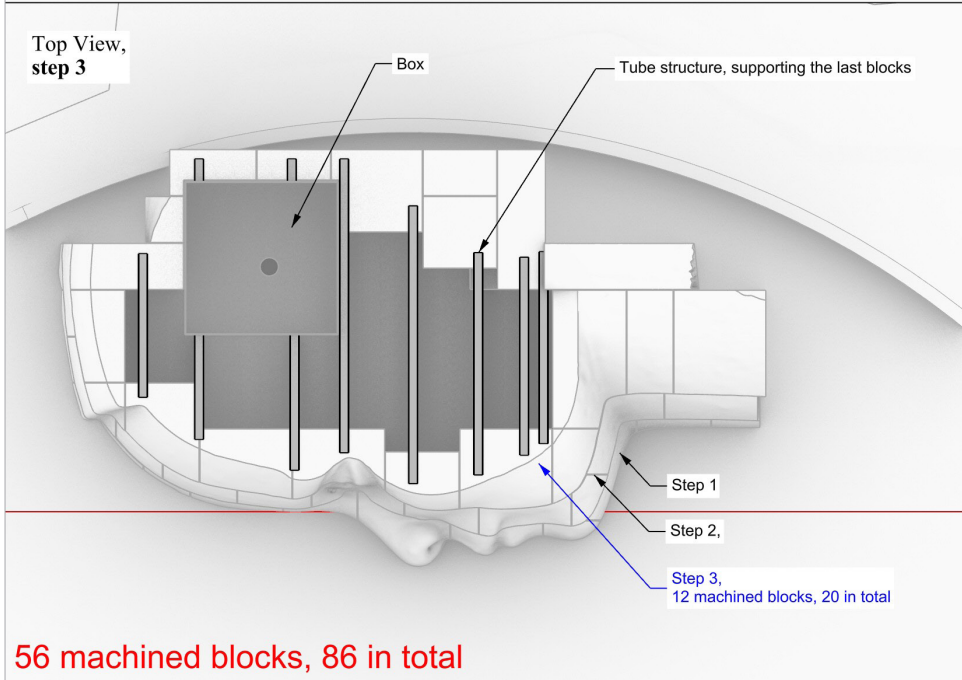 Top View,
step 3
Box
Tube structure, supporting the last blocks
Step 1
Step 2,
Step 3,
12 machined blocks, 20 in total
56 machined blocks, 86 in total